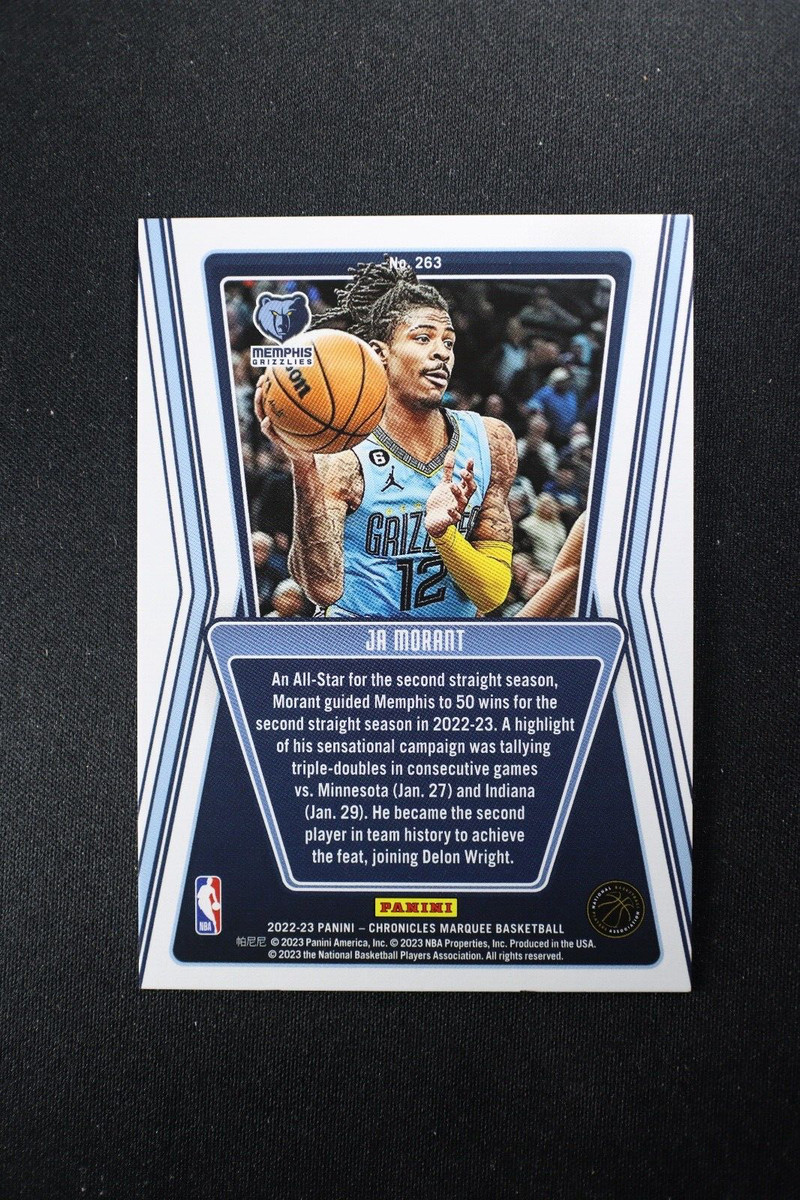 No. 263
MEMPHIS
GRIZZLIES
6
GRIZZ
12
JA MORANT
An All-Star for the second straight season,
Morant guided Memphis to 50 wins for the
second straight season in 2022-23. A highlight
of his sensational campaign was tallying
triple-doubles in consecutive games
vs. Minnesota (Jan. 27) and Indiana
(Jan. 29). He became the second
player in team history to achieve
the feat, joining Delon Wright.
PANINI
NBA
2022-23 PANINI – CHRONICLES MARQUEE BASKETBALL
帕尼尼 © 2023 Panini America, Inc. © 2023 NBA Properties, Inc. Produced in the USA.
© 2023 the National Basketball Players Association. All rights reserved.